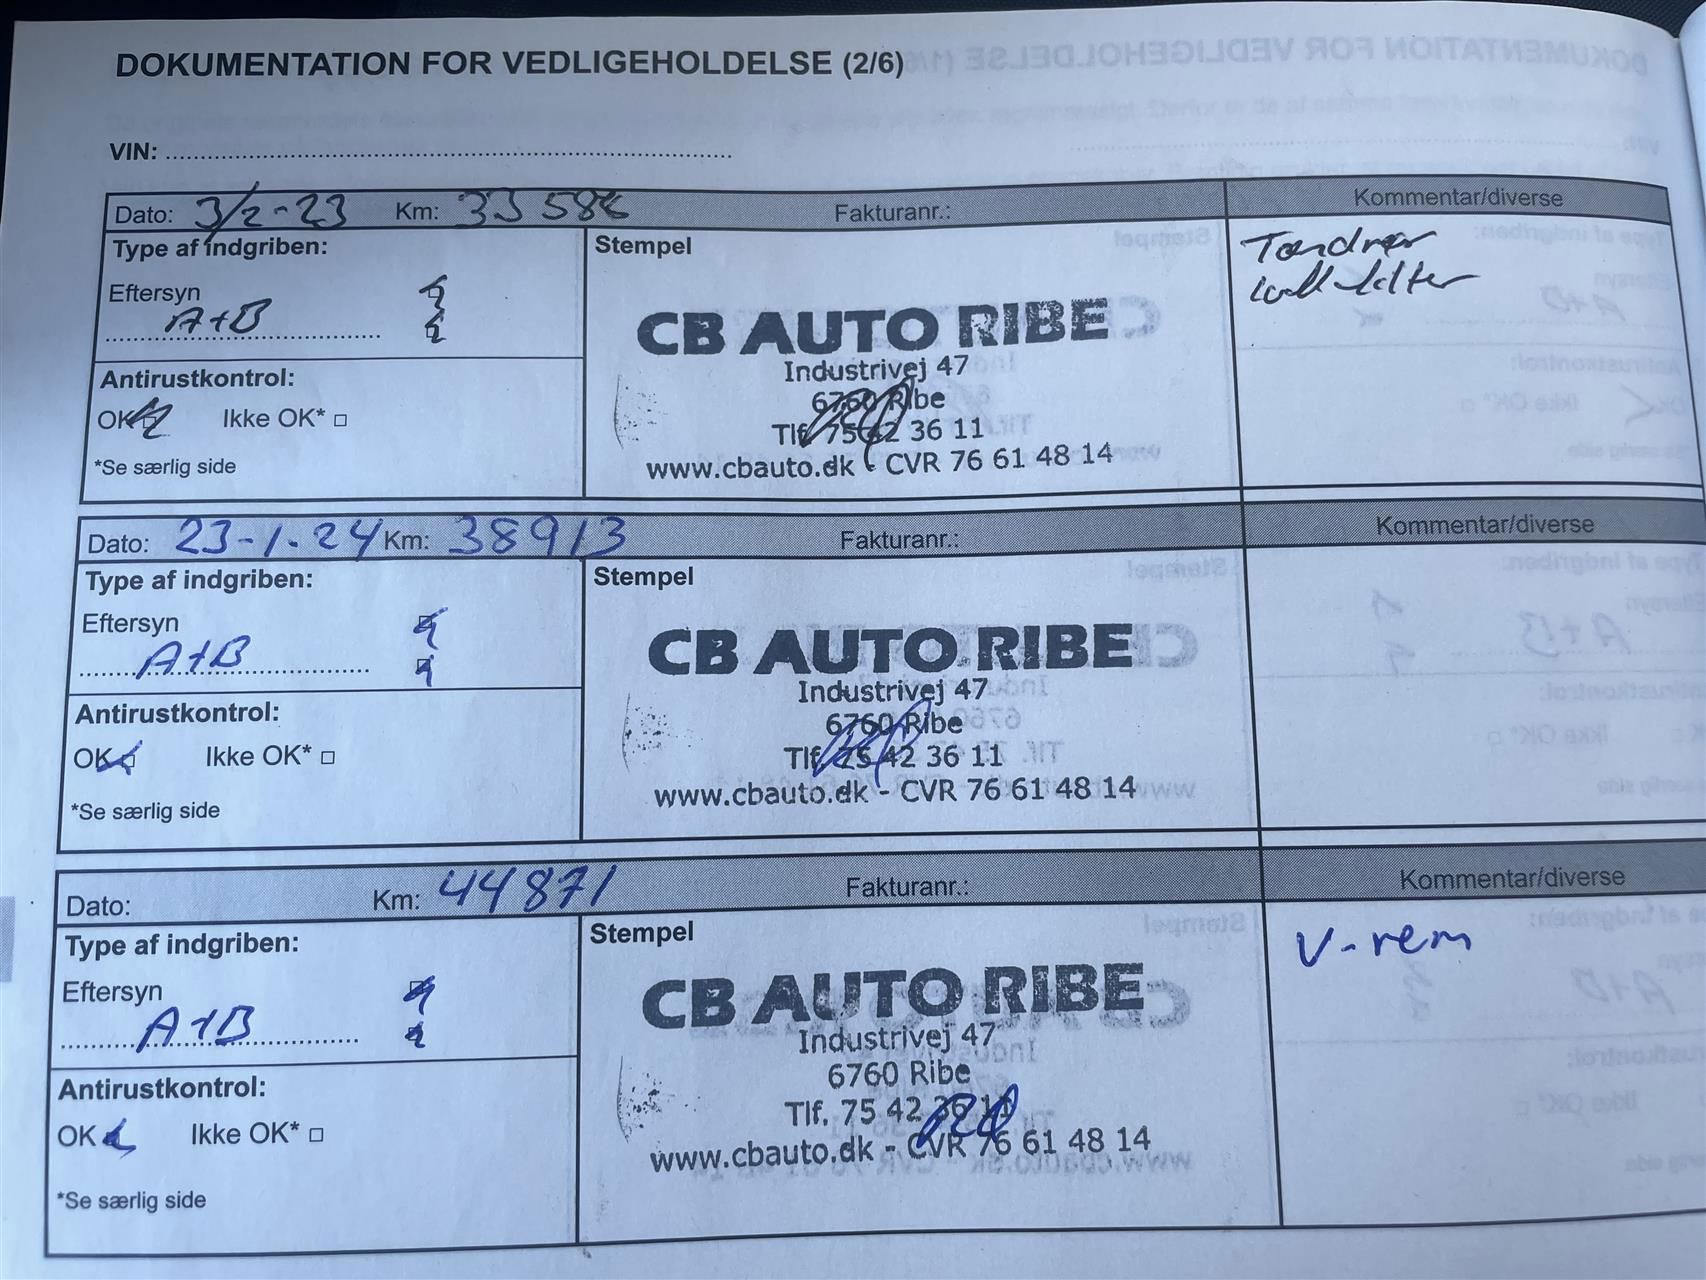 DOKUMENTATION FOR VEDLIGEHOLDELSE (2/6)
VIN:
Dato: 3/2-23 Km: 33586 Fakturanr.: Kommentar/diverse
Type af indgriben:
Eftersyn
A+B
Antirustkontrol:
OK Ikke OK*
*Se særlig side
Stempel
CB AUTO RIBE
Industrivej 47
6760 Ribe
Tlf. 75 42 36 11
www.cbauto.dk - CVR 76 61 48 14
Tændrør
luftfilter
Dato: 23-1-24 Km: 38913 Fakturanr.: Kommentar/diverse
Type af indgriben:
Eftersyn
A+B
Antirustkontrol:
OK Ikke OK*
*Se særlig side
Stempel
CB AUTO RIBE
Industrivej 47
6760 Ribe
Tlf. 75 42 36 11
www.cbauto.dk - CVR 76 61 48 14
Dato: Km: 44871 Fakturanr.: Kommentar/diverse
Type af indgriben:
Eftersyn
A+B
Antirustkontrol:
OK Ikke OK*
*Se særlig side
Stempel
CB AUTO RIBE
Industrivej 47
6760 Ribe
Tlf. 75 42 36 11
www.cbauto.dk - CVR 76 61 48 14
V-rem